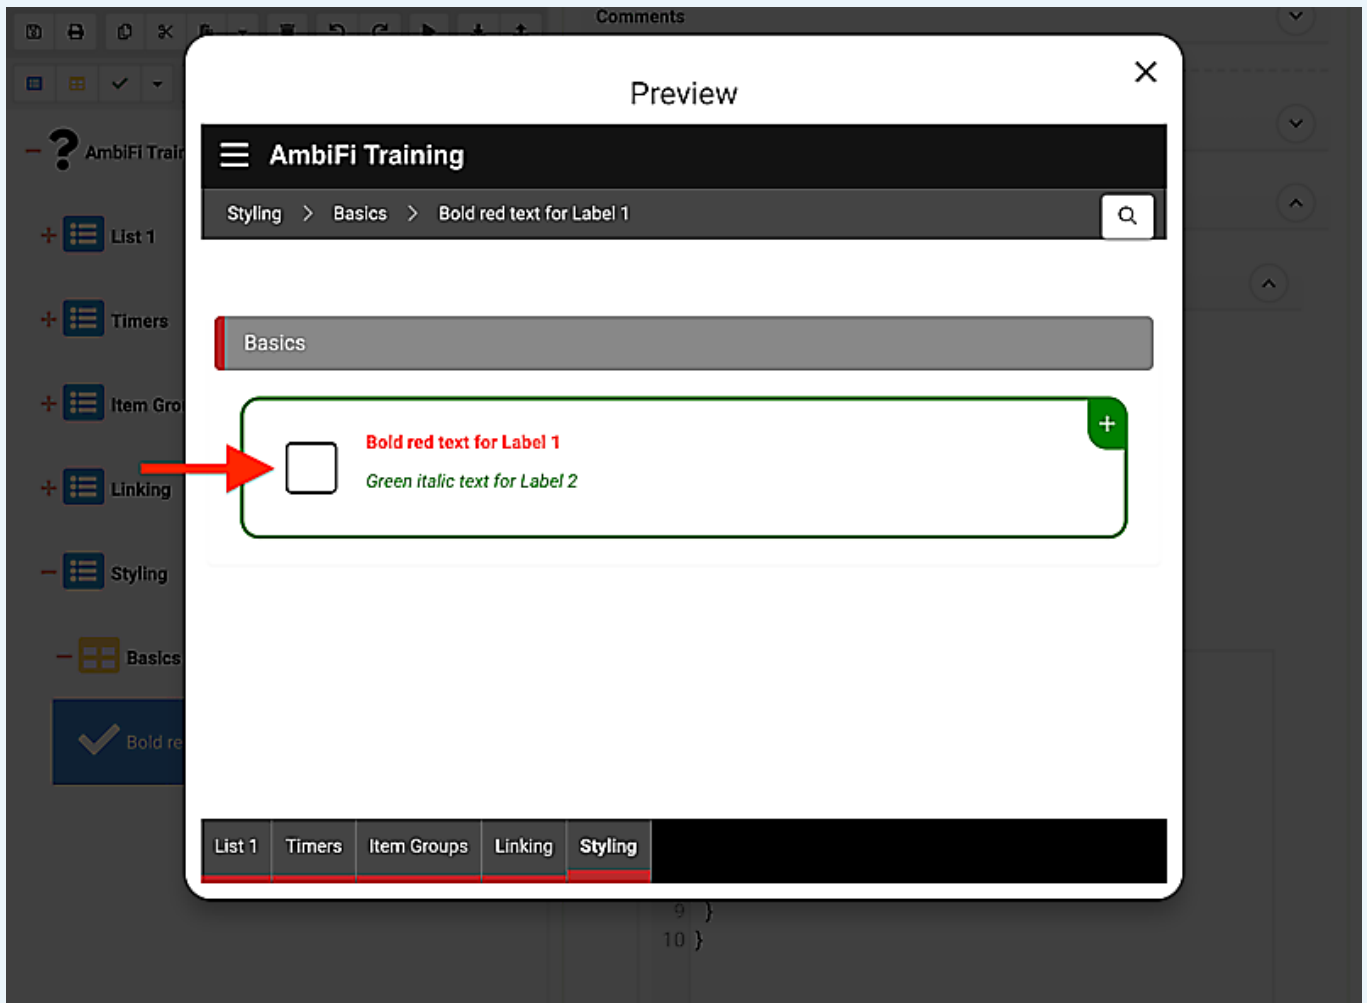 Comments
Preview
AmbiFi Training
Styling > Basics > Bold red text for Label 1
Basics
Bold red text for Label 1
Green italic text for Label 2
List 1 Timers Item Groups Linking Styling
AmbiFi Train
List 1
Timers
Item Gro
Linking
Styling
Basics
Bold re
9 }
10 }